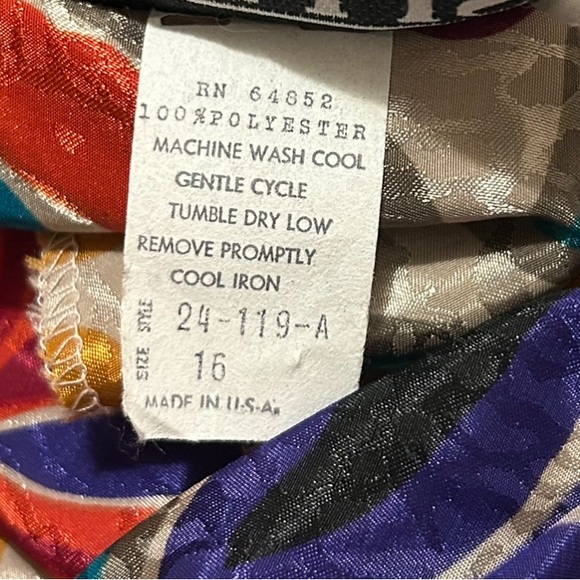 RN 64852
100%POLYESTER
MACHINE WASH COOL
GENTLE CYCLE
TUMBLE DRY LOW
REMOVE PROMPTLY
COOL IRON
STYLE 24-119-A
SIZE 16
MADE IN U.S.A.